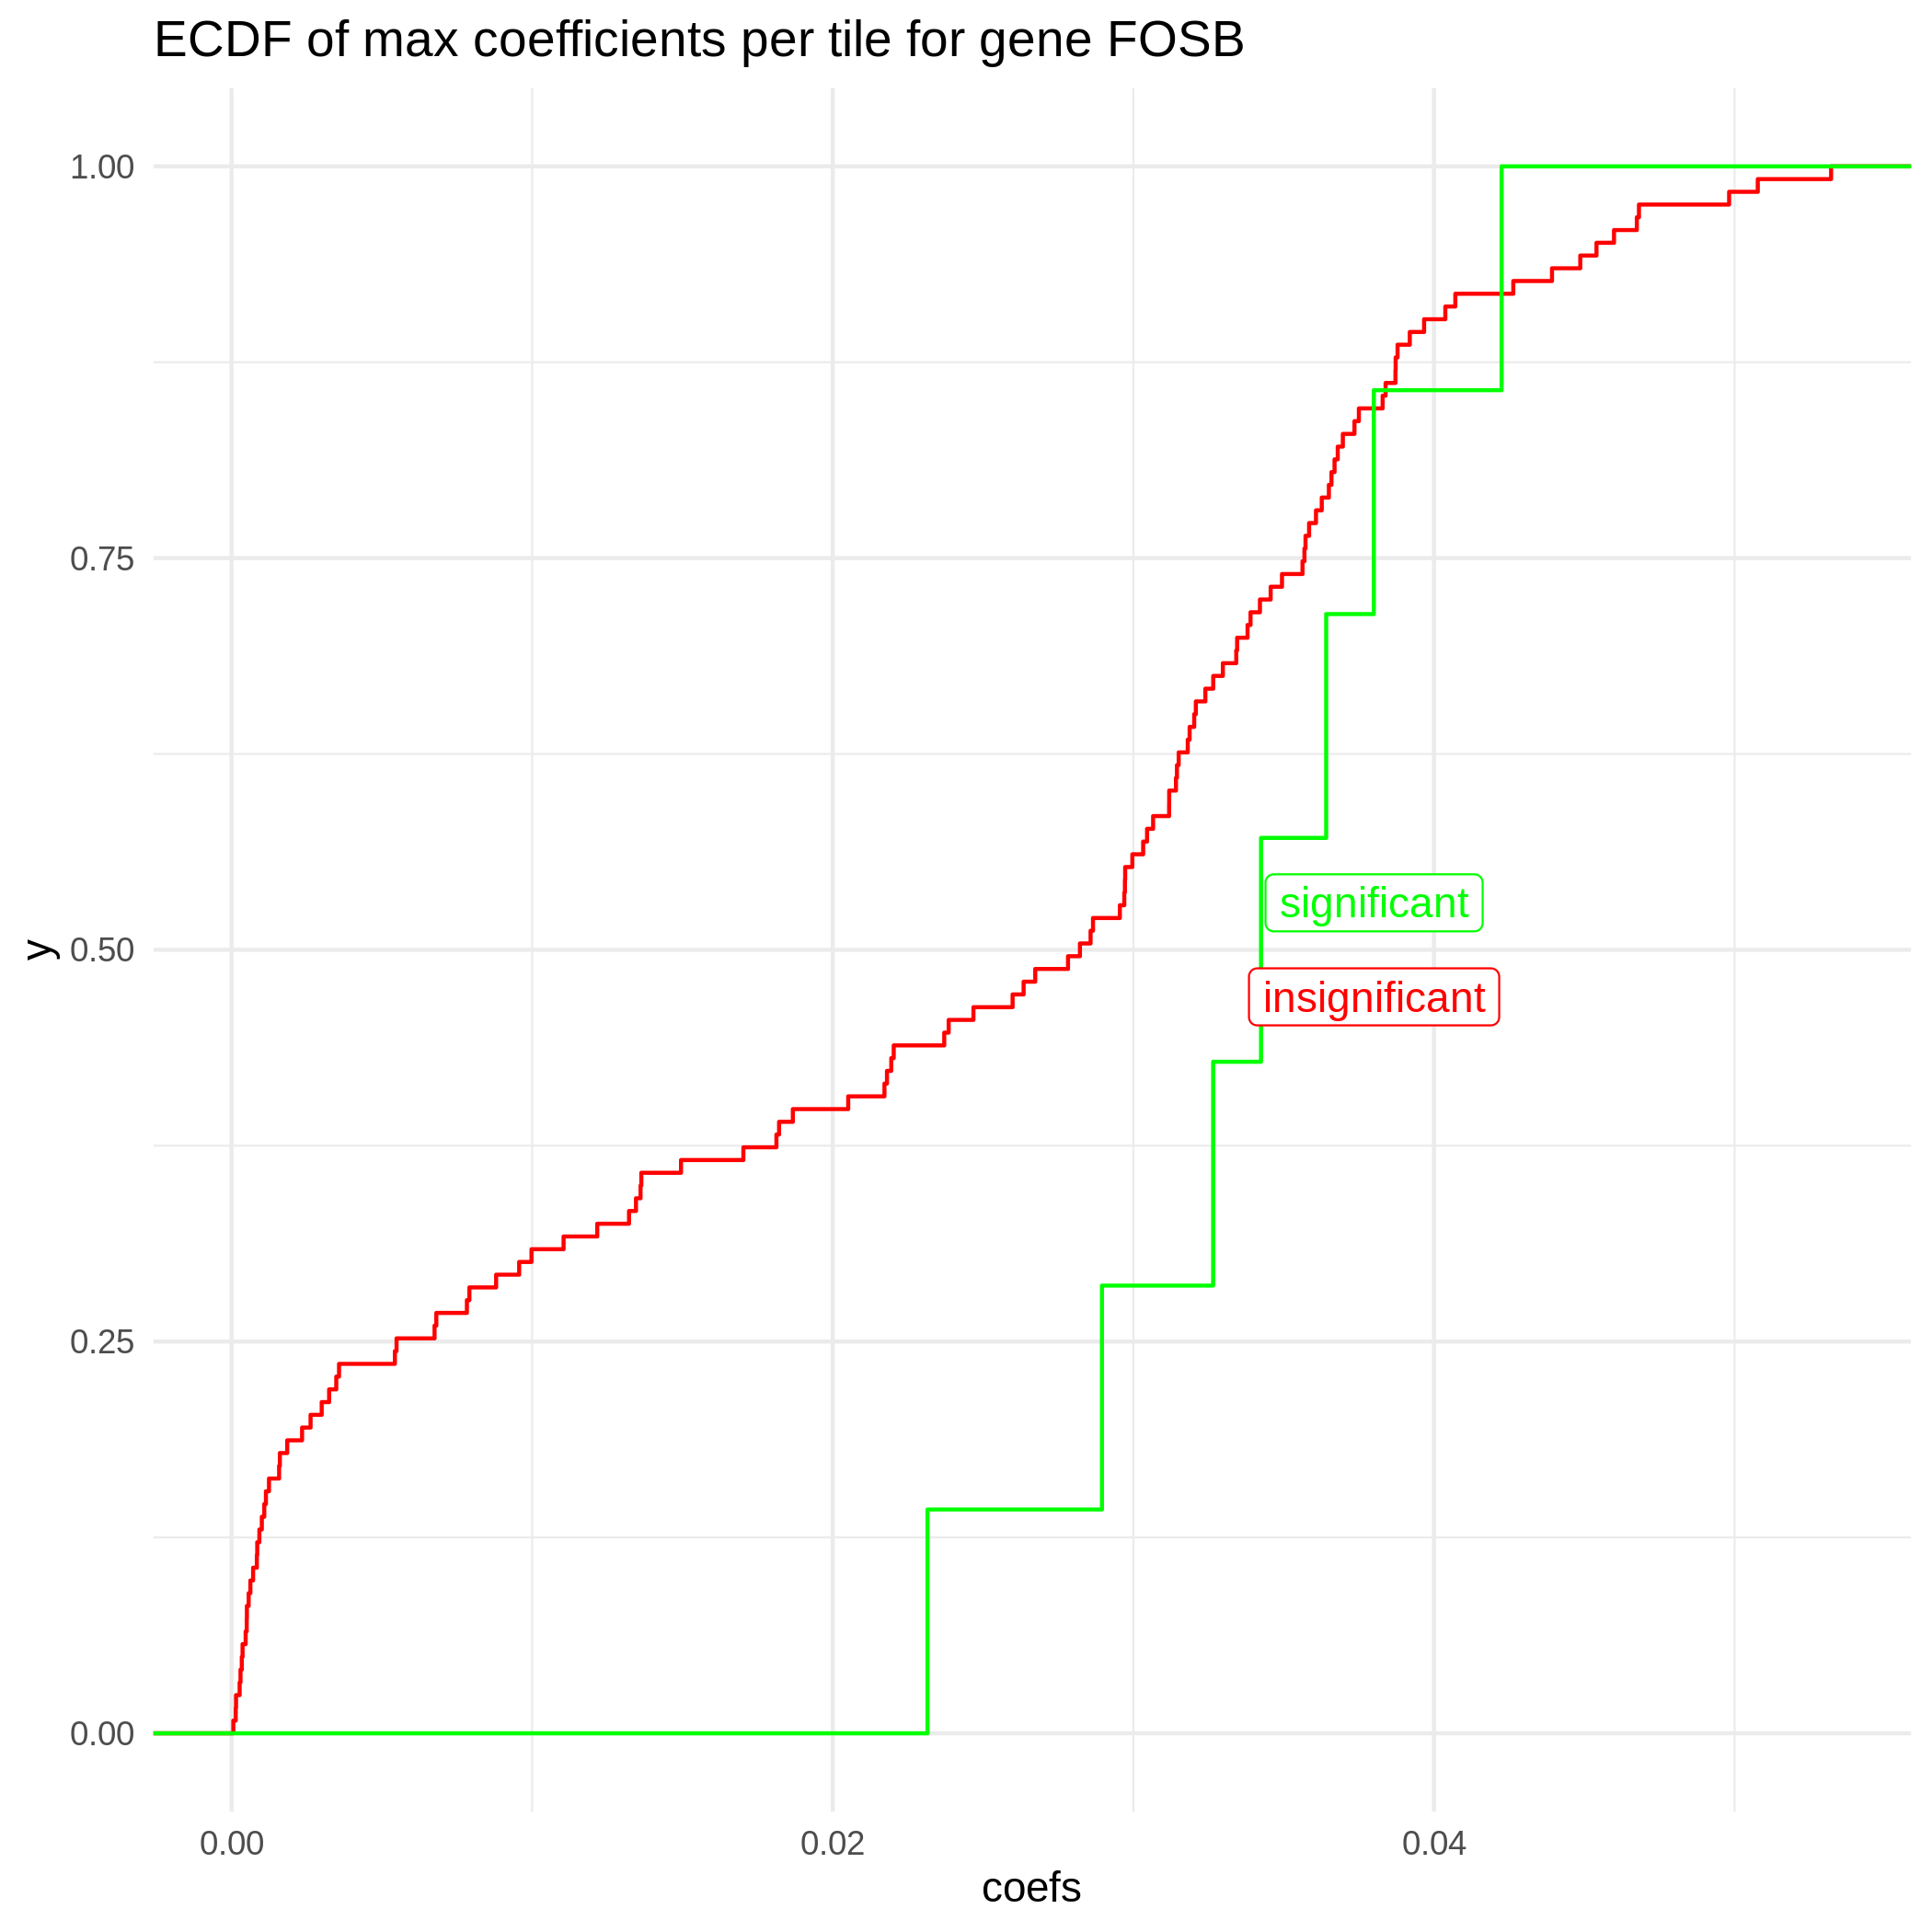 ECDF of max coefficients per tile for gene FOSB
1.00
0.75
significant
y
0.50
insignificant
0.25
0.00
0.00
0.02
0.04
coefs